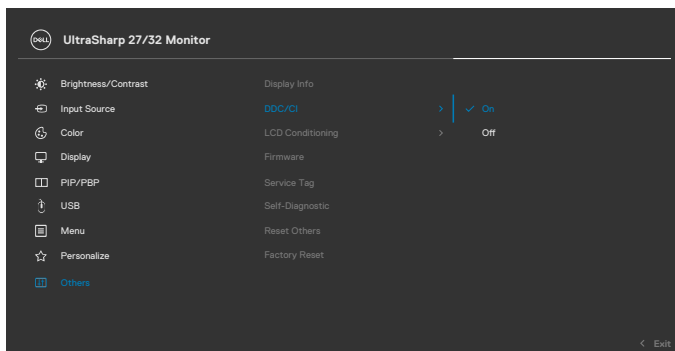 DELL UltraSharp 27/32 Monitor
Brightness/Contrast Display Info
Input Source DDC/CI > ✓ On
Color LCD Conditioning > Off
Display Firmware
PIP/PBP Service Tag
USB Self-Diagnostic
Menu Reset Others
Personalize Factory Reset
Others
< Exit